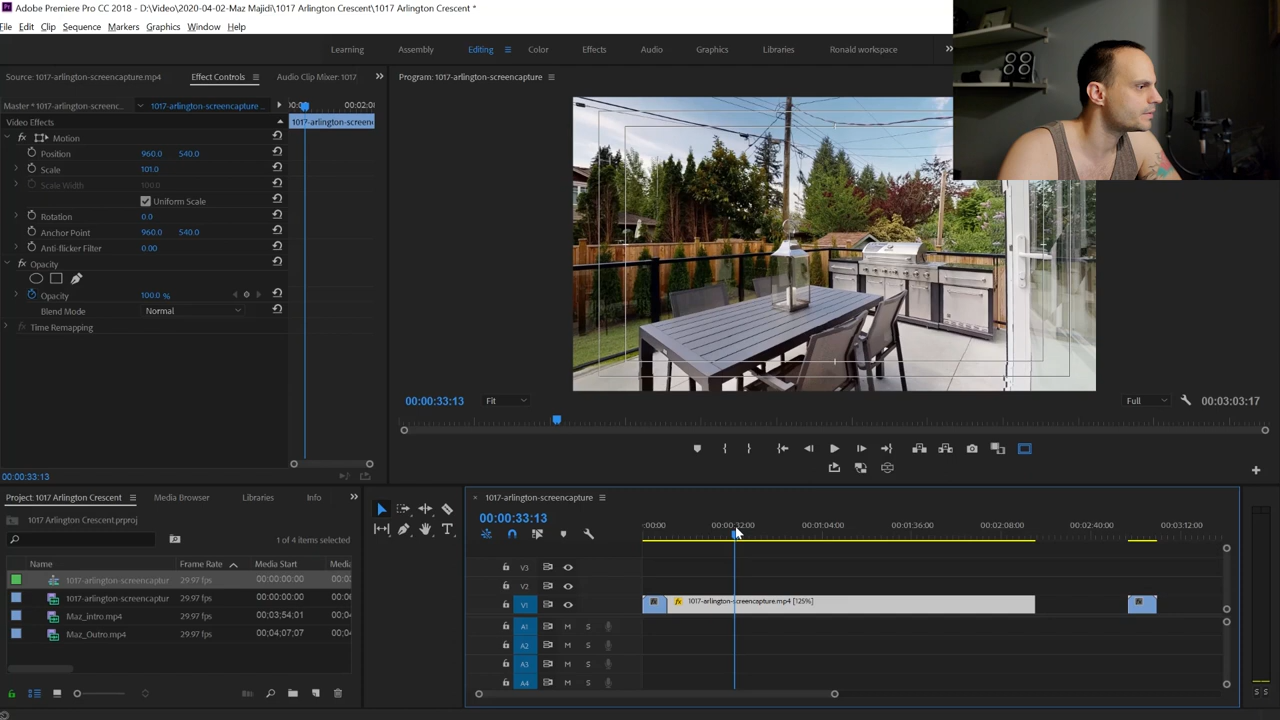 Adobe Premiere Pro CC 2018 - D:\Video\2020-04-02-Maz Majidi\1017 Arlington Crescent\1017 Arlington Crescent *
File Edit Clip Sequence Markers Graphics Window Help
Learning Assembly Editing Color Effects Audio Graphics Libraries Ronald workspace
Source: 1017-arlington-screencapture.mp4 Effect Controls Audio Clip Mixer: 1017 Program: 1017-arlington-screencapture
Master * 1017-arlington-screenc... 1017-arlington-screencapture... 00:02:0
Video Effects 1017-arlington-screen
Motion
Position 960.0 540.0
Scale 101.0
Scale Width 100.0
Uniform Scale
Rotation 0.0
Anchor Point 960.0 540.0
Anti-flicker Filter 0.00
Opacity
Opacity 100.0 %
Blend Mode Normal
Time Remapping
00:00:33:13 Fit Full 00:03:03:17
00:00:33:13
Project: 1017 Arlington Crescent Media Browser Libraries Info
1017 Arlington Crescent.prproj
1 of 4 items selected
Name Frame Rate Media Start Media
1017-arlington-screencaptur 29.97 fps 00:00:00:00
1017-arlington-screencaptur 29.97 fps 00:00:00:00
Maz_intro.mp4 29.97 fps 00:03:54:01
Maz_Outro.mp4 29.97 fps 00:04:07:07
1017-arlington-screencapture
00:00:33:13
:00:00 00:00:32:00 00:01:04:00 00:01:36:00 00:02:08:00 00:02:40:00 00:03:12:00
V3
V2
V1 fx fx 1017-arlington-screencapture.mp4 [125%] fx
A1 M S
A2 M S
A3 M S
A4 M S
S S